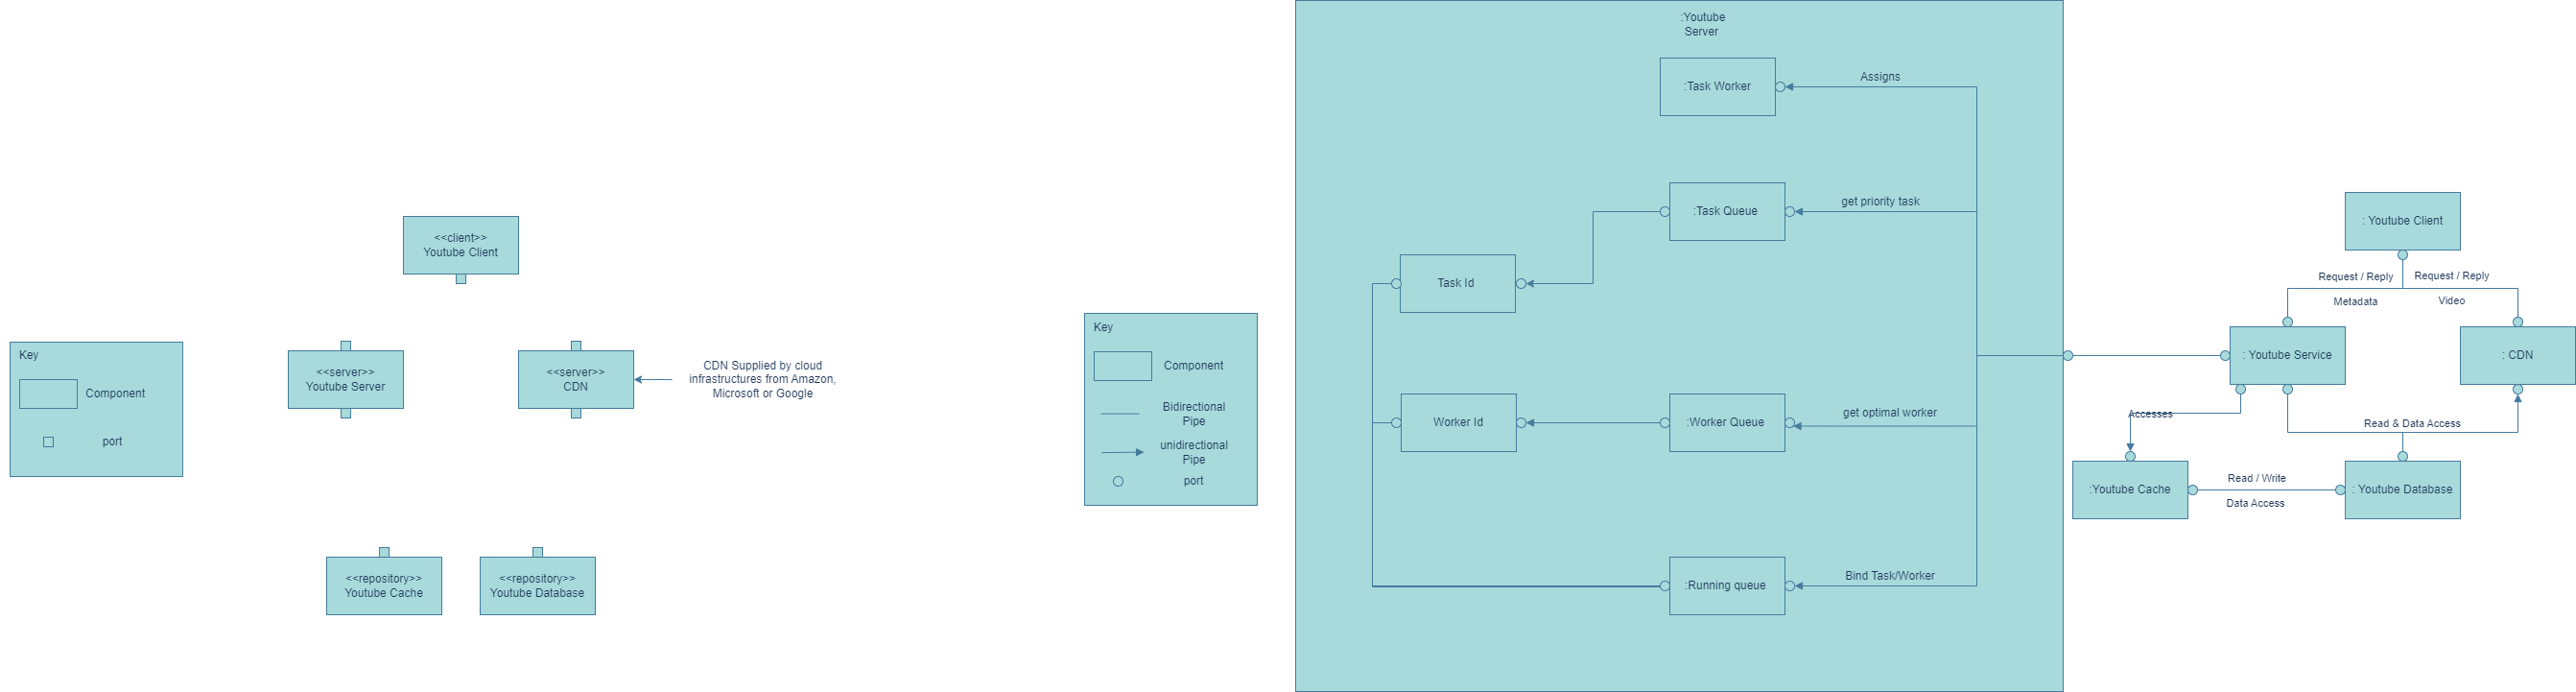 <<client>>
Youtube Client
Key
Component
port
<<server>>
Youtube Server
<<server>>
CDN
CDN Supplied by cloud
infrastructures from Amazon,
Microsoft or Google
<<repository>>
Youtube Cache
<<repository>>
Youtube Database
Key
Component
Bidirectional
Pipe
unidirectional
Pipe
port
:Youtube
Server
:Task Worker
Assigns
:Task Queue
get priority task
Task Id
Worker Id
:Worker Queue
get optimal worker
:Running queue
Bind Task/Worker
: Youtube Client
Request / Reply
Request / Reply
Metadata
Video
: Youtube Service
: CDN
Accesses
Read & Data Access
:Youtube Cache
Read / Write
Data Access
: Youtube Database